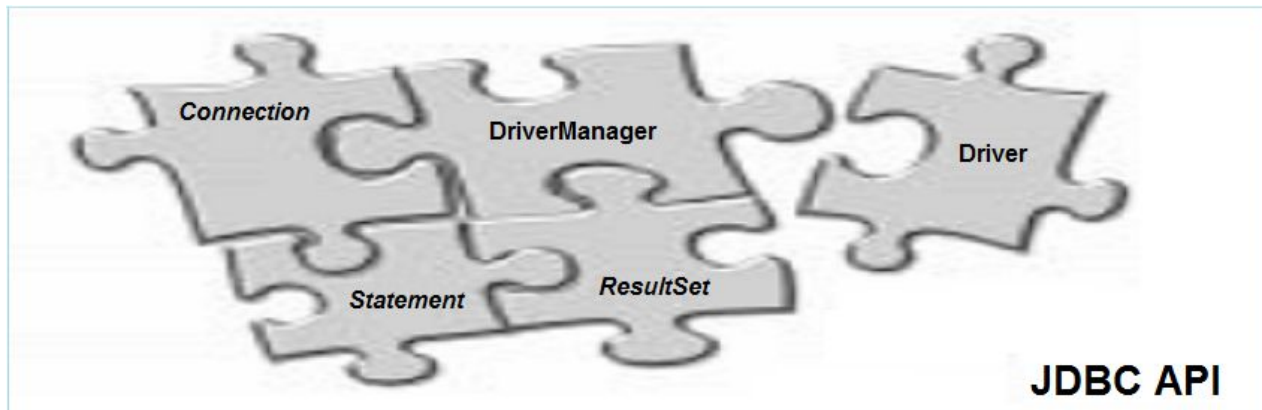 Connection
DriverManager
Driver
Statement
ResultSet
JDBC API